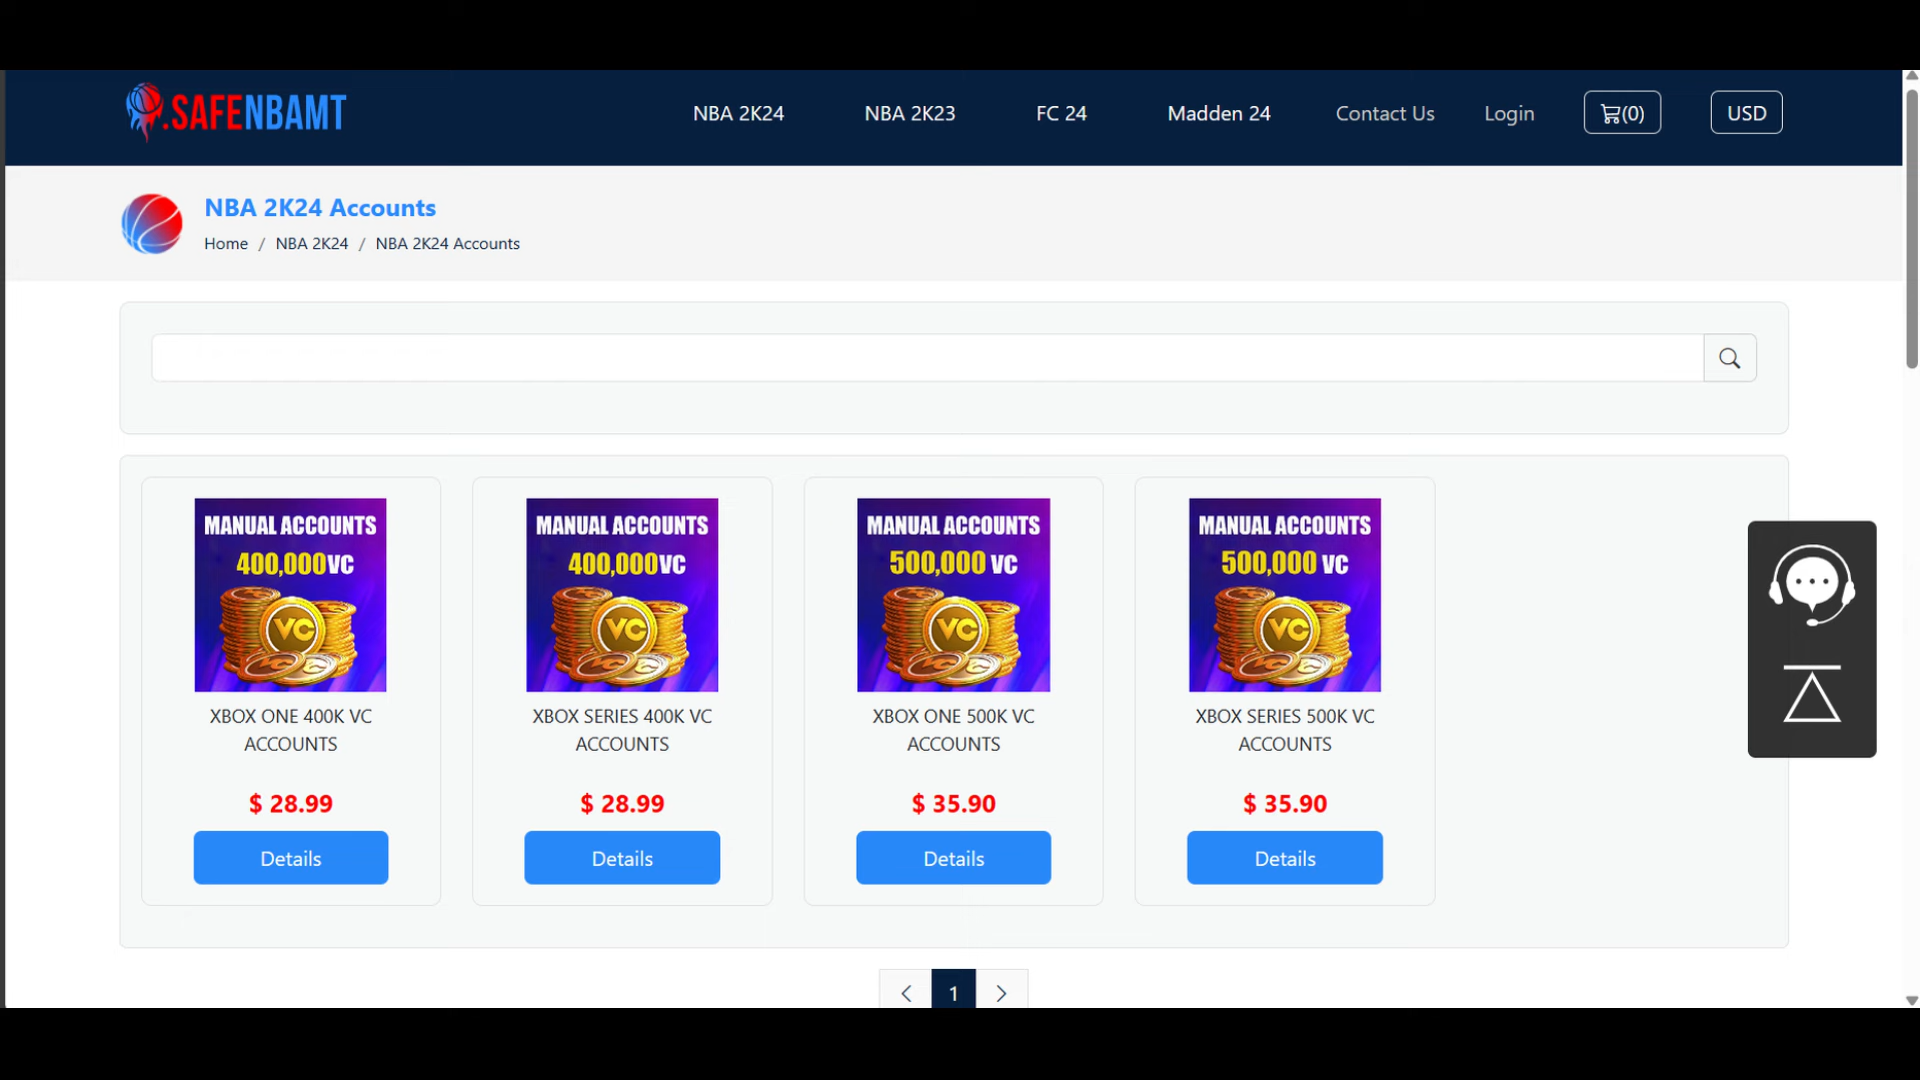 .SAFENBAMT
NBA 2K24
NBA 2K23
FC 24
Madden 24
Contact Us
Login
(0)
USD
NBA 2K24 Accounts
Home / NBA 2K24 / NBA 2K24 Accounts
MANUAL ACCOUNTS
400,000VC
VC
XBOX ONE 400K VC
ACCOUNTS
$ 28.99
Details
MANUAL ACCOUNTS
400,000VC
VC
XBOX SERIES 400K VC
ACCOUNTS
$ 28.99
Details
MANUAL ACCOUNTS
500,000 VC
VC
XBOX ONE 500K VC
ACCOUNTS
$ 35.90
Details
MANUAL ACCOUNTS
500,000 VC
VC
XBOX SERIES 500K VC
ACCOUNTS
$ 35.90
Details
1